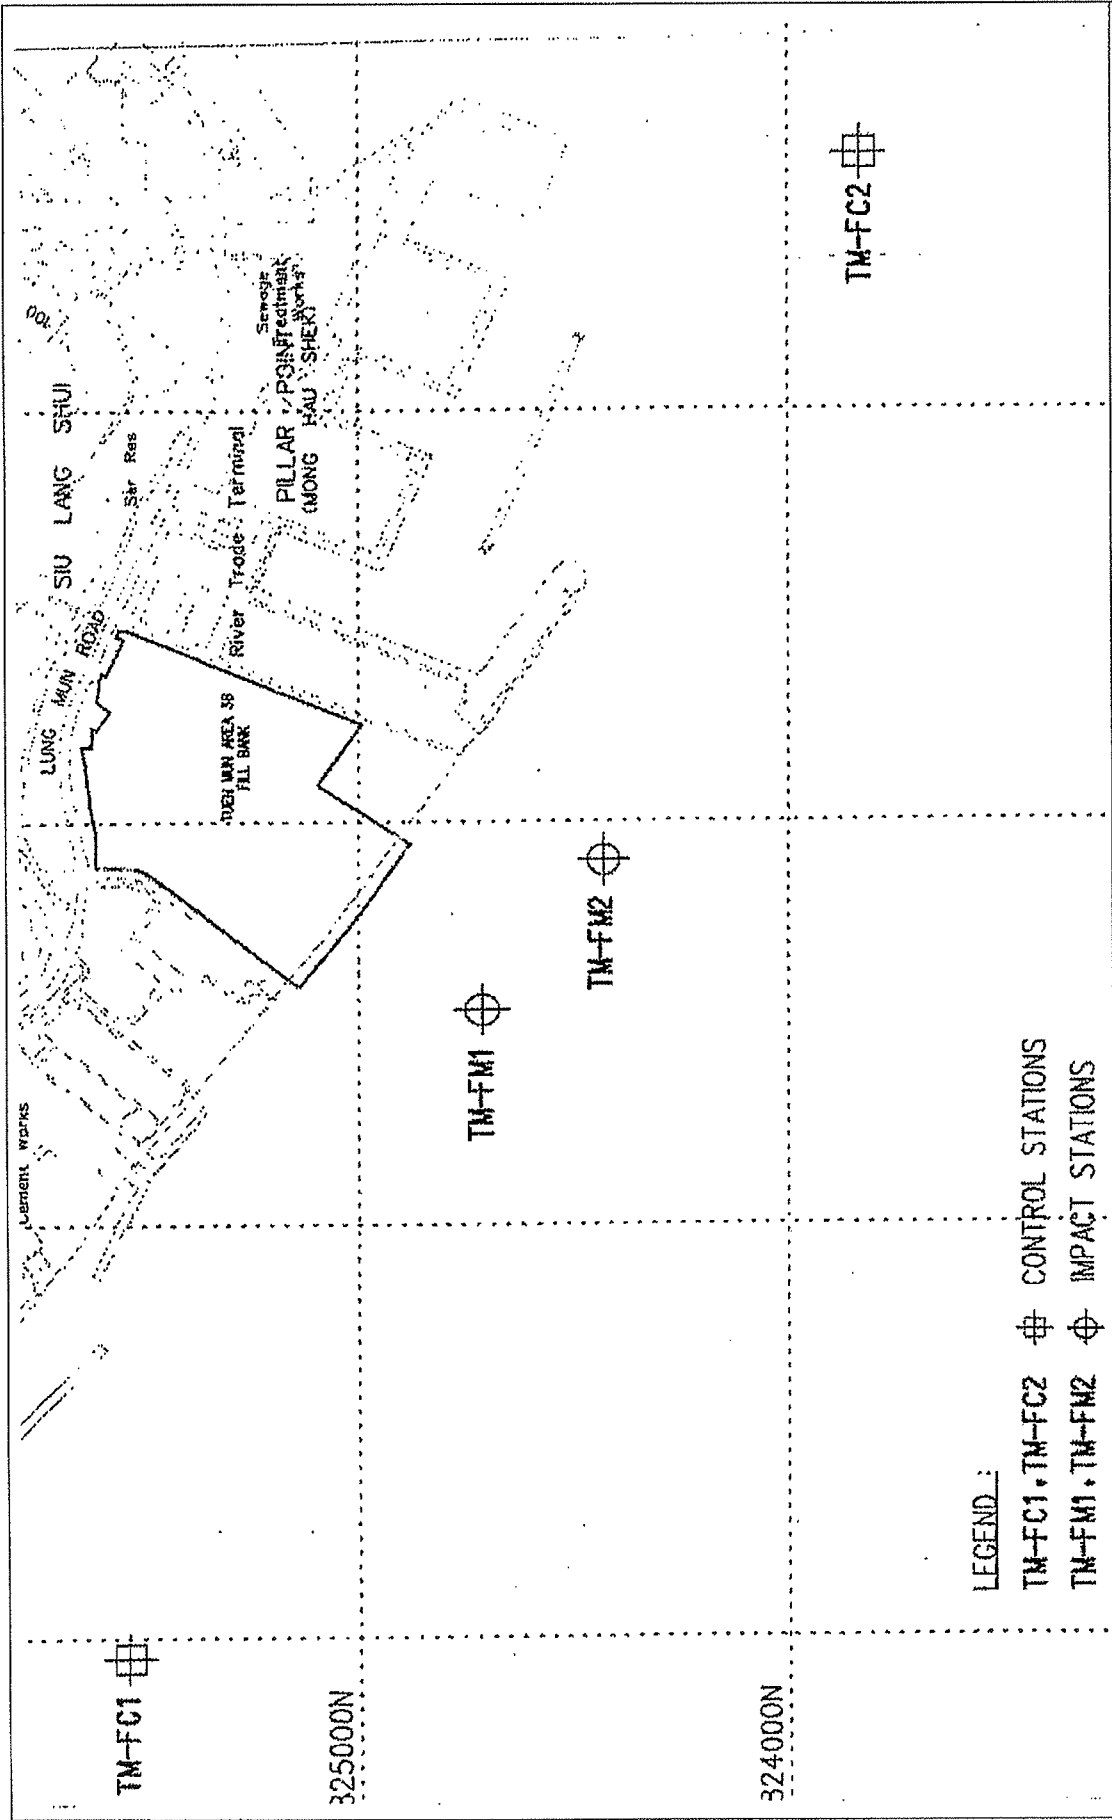 Cement Works
LUNG MUN ROAD
SIU LANG SHUI
100
Ser Res
TUEN MUN AREA 38
FILL BANK
River Trade Terminal
Sewage
Treatment
Works
PILLAR POINT
(MONG HAU SHEK)
TM-FC1
325000N
TM-FM1
TM-FM2
324000N
TM-FC2
LEGEND :
TM-FC1,TM-FC2 CONTROL STATIONS
TM-FM1,TM-FM2 IMPACT STATIONS